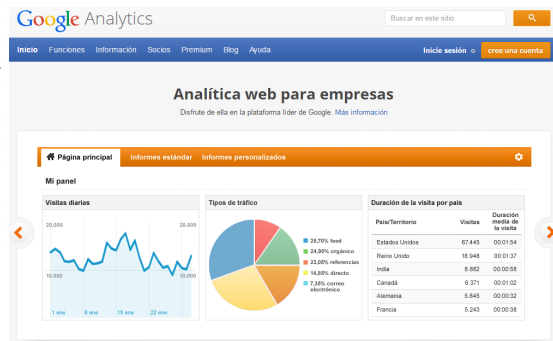 Google Analytics
Buscar en este sitio
Inicio Funciones Información Socios Premium Blog Ayuda
Inicie sesión o cree una cuenta
Analítica web para empresas
Disfrute de ella en la plataforma líder de Google. Más información
Página principal Informes estándar Informes personalizados
Mi panel
Visitas diarias
20.000 20.000
10.000 10.000
1 ene 8 ene 15 ene 22 ene
Tipos de tráfico
29,70% feed
24,90% orgánico
23,05% referencias
14,85% directo
7,38% correo
electrónico
Duración de la visita por país
País/Territorio Visitas Duración media de la visita
Estados Unidos 67.445 00:01:54
Reino Unido 18.948 00:01:37
India 8.882 00:00:58
Canadá 6.371 00:01:02
Alemania 5.845 00:00:32
Francia 5.243 00:00:38